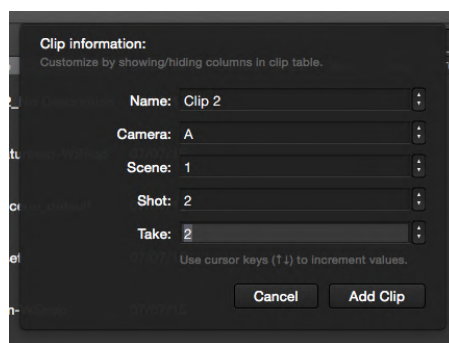 Clip information:
Customize by showing/hiding columns in clip table.
Name: Clip 2
Camera: A
Scene: 1
Shot: 2
Take: 2
Use cursor keys (↑↓) to increment values.
Cancel Add Clip